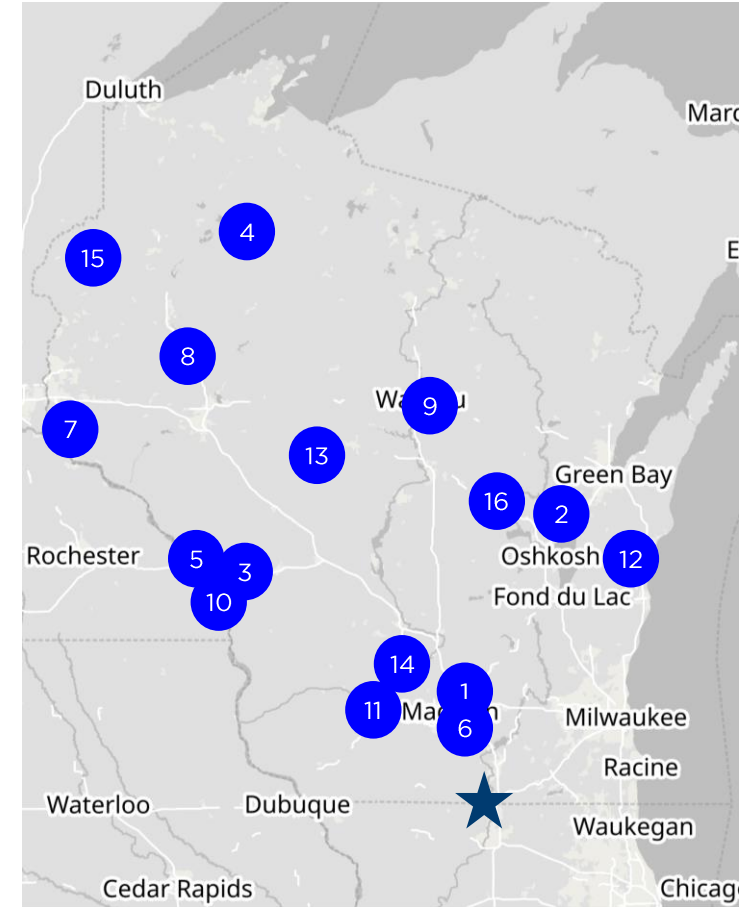 Duluth
Marq
4
E
15
8
9
7
13
Green Bay
16
2
Rochester
5
3
Oshkosh
12
10
Fond du Lac
14
1
11
6
Milwaukee
Racine
Waterloo
Dubuque
Waukegan
Cedar Rapids
Chicag